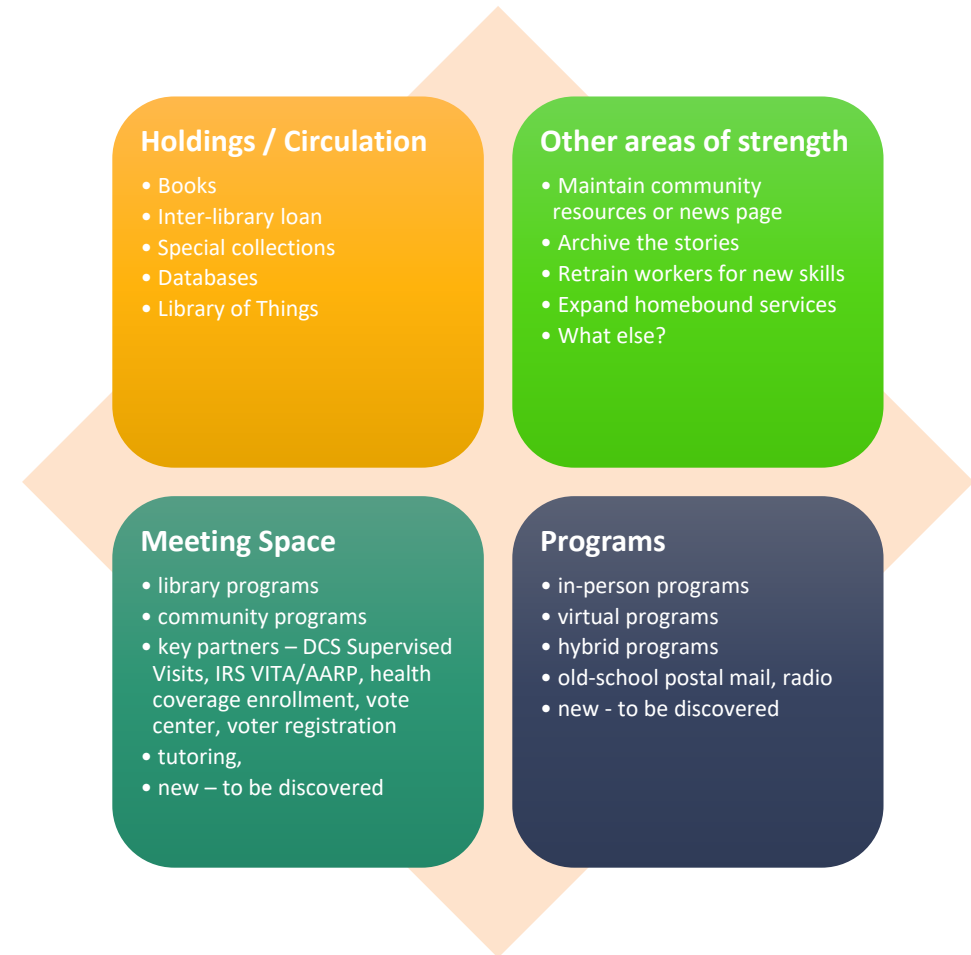 Holdings / Circulation
• Books
• Inter-library loan
• Special collections
• Databases
• Library of Things
Other areas of strength
• Maintain community
resources or news page
• Archive the stories
• Retrain workers for new skills
• Expand homebound services
• What else?
Meeting Space
• library programs
• community programs
• key partners – DCS Supervised
Visits, IRS VITA/AARP, health
coverage enrollment, vote
center, voter registration
• tutoring,
• new – to be discovered
Programs
• in-person programs
• virtual programs
• hybrid programs
• old-school postal mail, radio
• new - to be discovered